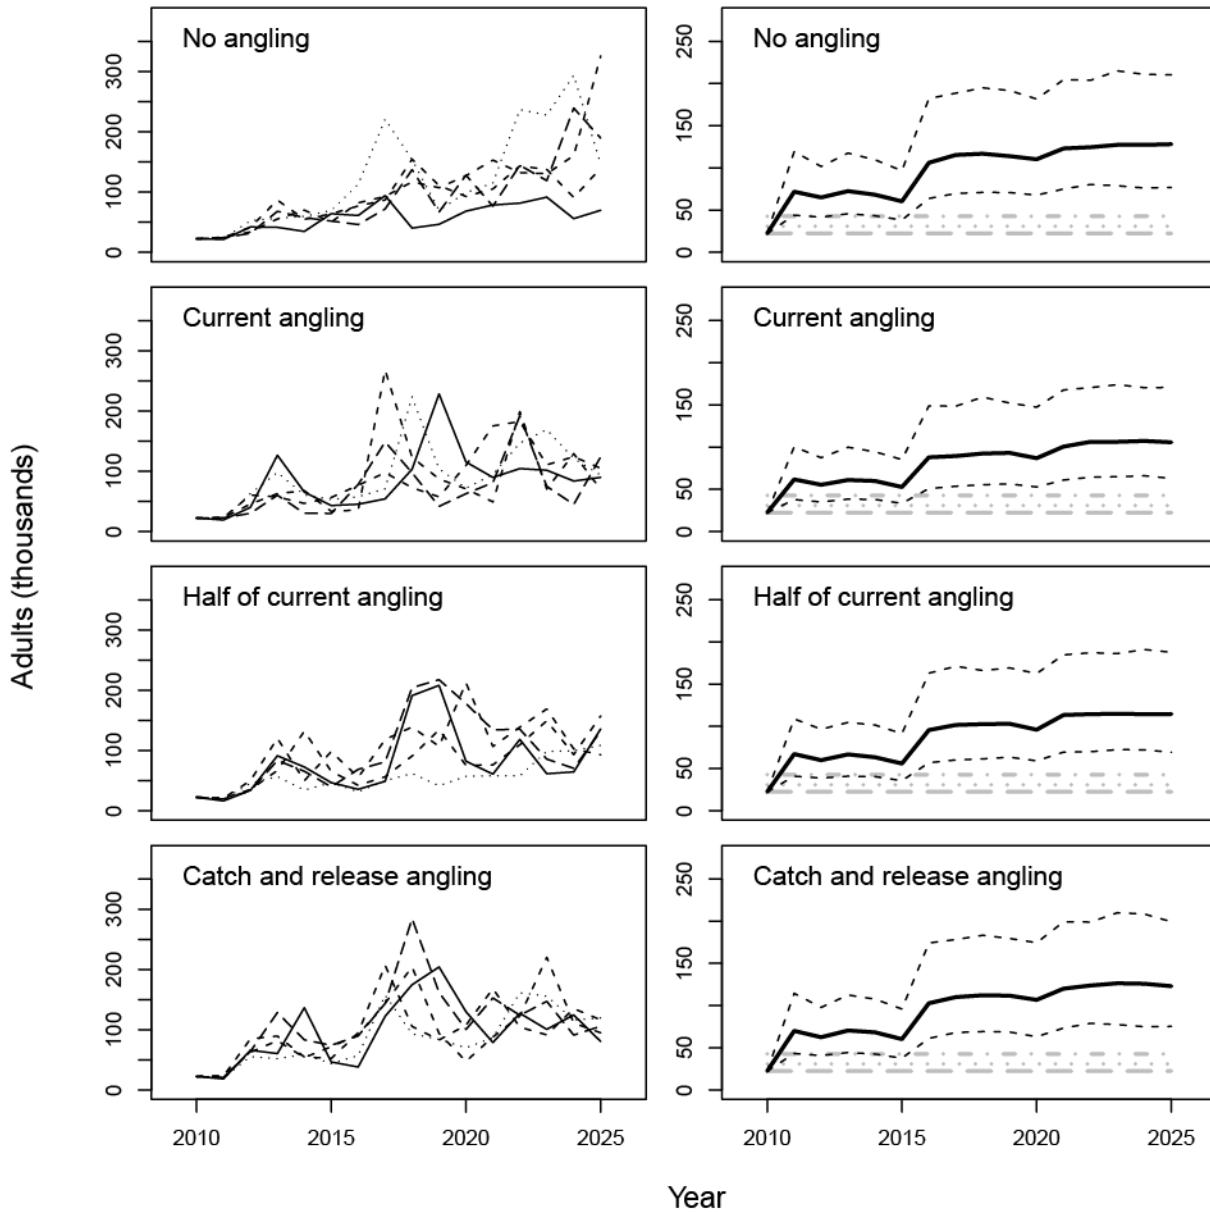 No angling
0 100 200 300
No angling
0 50 150 250
Current angling
0 100 200 300
Current angling
0 50 150 250
Adults (thousands)
Half of current angling
0 100 200 300
Half of current angling
0 50 150 250
Catch and release angling
0 100 200 300
Catch and release angling
0 50 150 250
2010 2015 2020 2025
2010 2015 2020 2025
Year